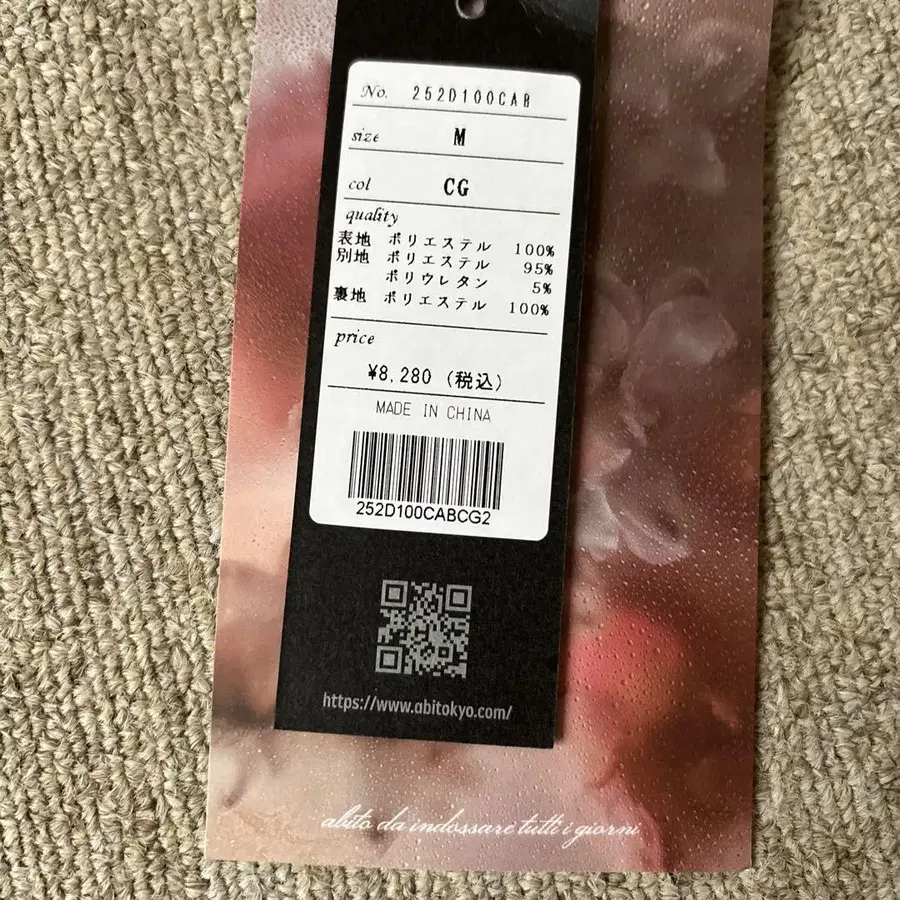 No. 252D100CAB
size M
col CG
quality
表地 ポリエステル 100%
別地 ポリエステル 95%
ポリウレタン 5%
裏地 ポリエステル 100%
price
¥8,280 (税込)
MADE IN CHINA
252D100CABCG2
https://www.abitokyo.com/
abito da indossare tutti i giorni